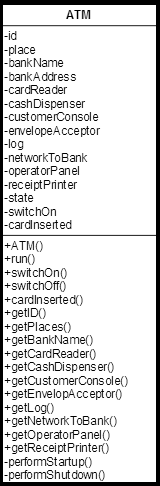 ATM
-id
-place
-bankName
-bankAddress
-cardReader
-cashDispenser
-customerConsole
-envelopeAcceptor
-log
-networkToBank
-operatorPanel
-receiptPrinter
-state
-switchOn
-cardInserted
+ATM()
+run()
+switchOn()
+switchOff()
+cardInserted()
+getID()
+getPlaces()
+getBankName()
+getCardReader()
+getCashDispenser()
+getCustomerConsole()
+getEnvelopAcceptor()
+getLog()
+getNetworkToBank()
+getOperatorPanel()
+getReceiptPrinter()
-performStartup()
-performShutdown()